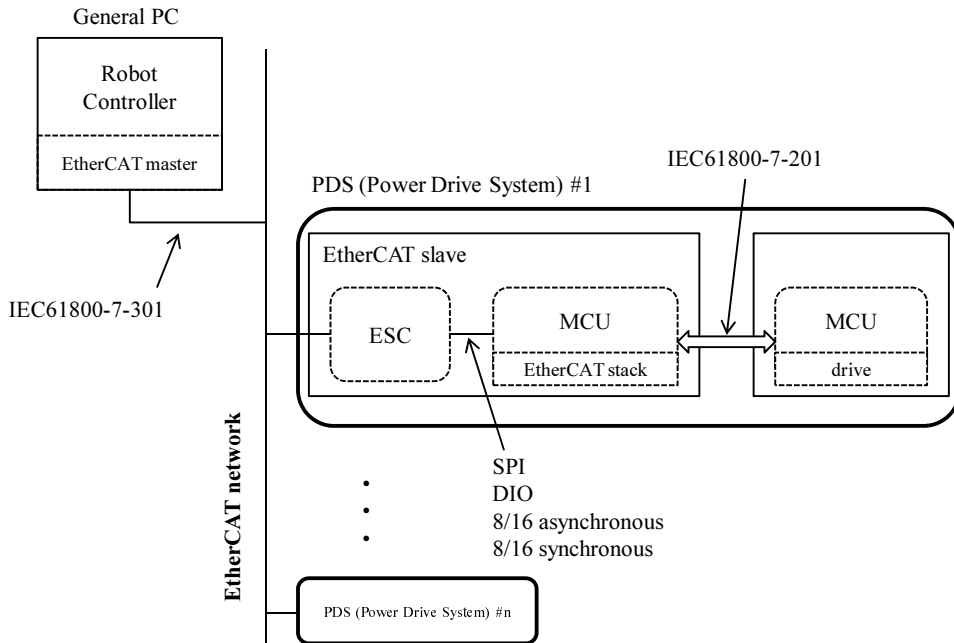 General PC
Robot
Controller
EtherCAT master
IEC61800-7-301
IEC61800-7-201
PDS (Power Drive System) #1
EtherCAT slave
ESC
MCU
EtherCAT stack
MCU
drive
SPI
DIO
8/16 asynchronous
8/16 synchronous
EtherCAT network
PDS (Power Drive System) #n